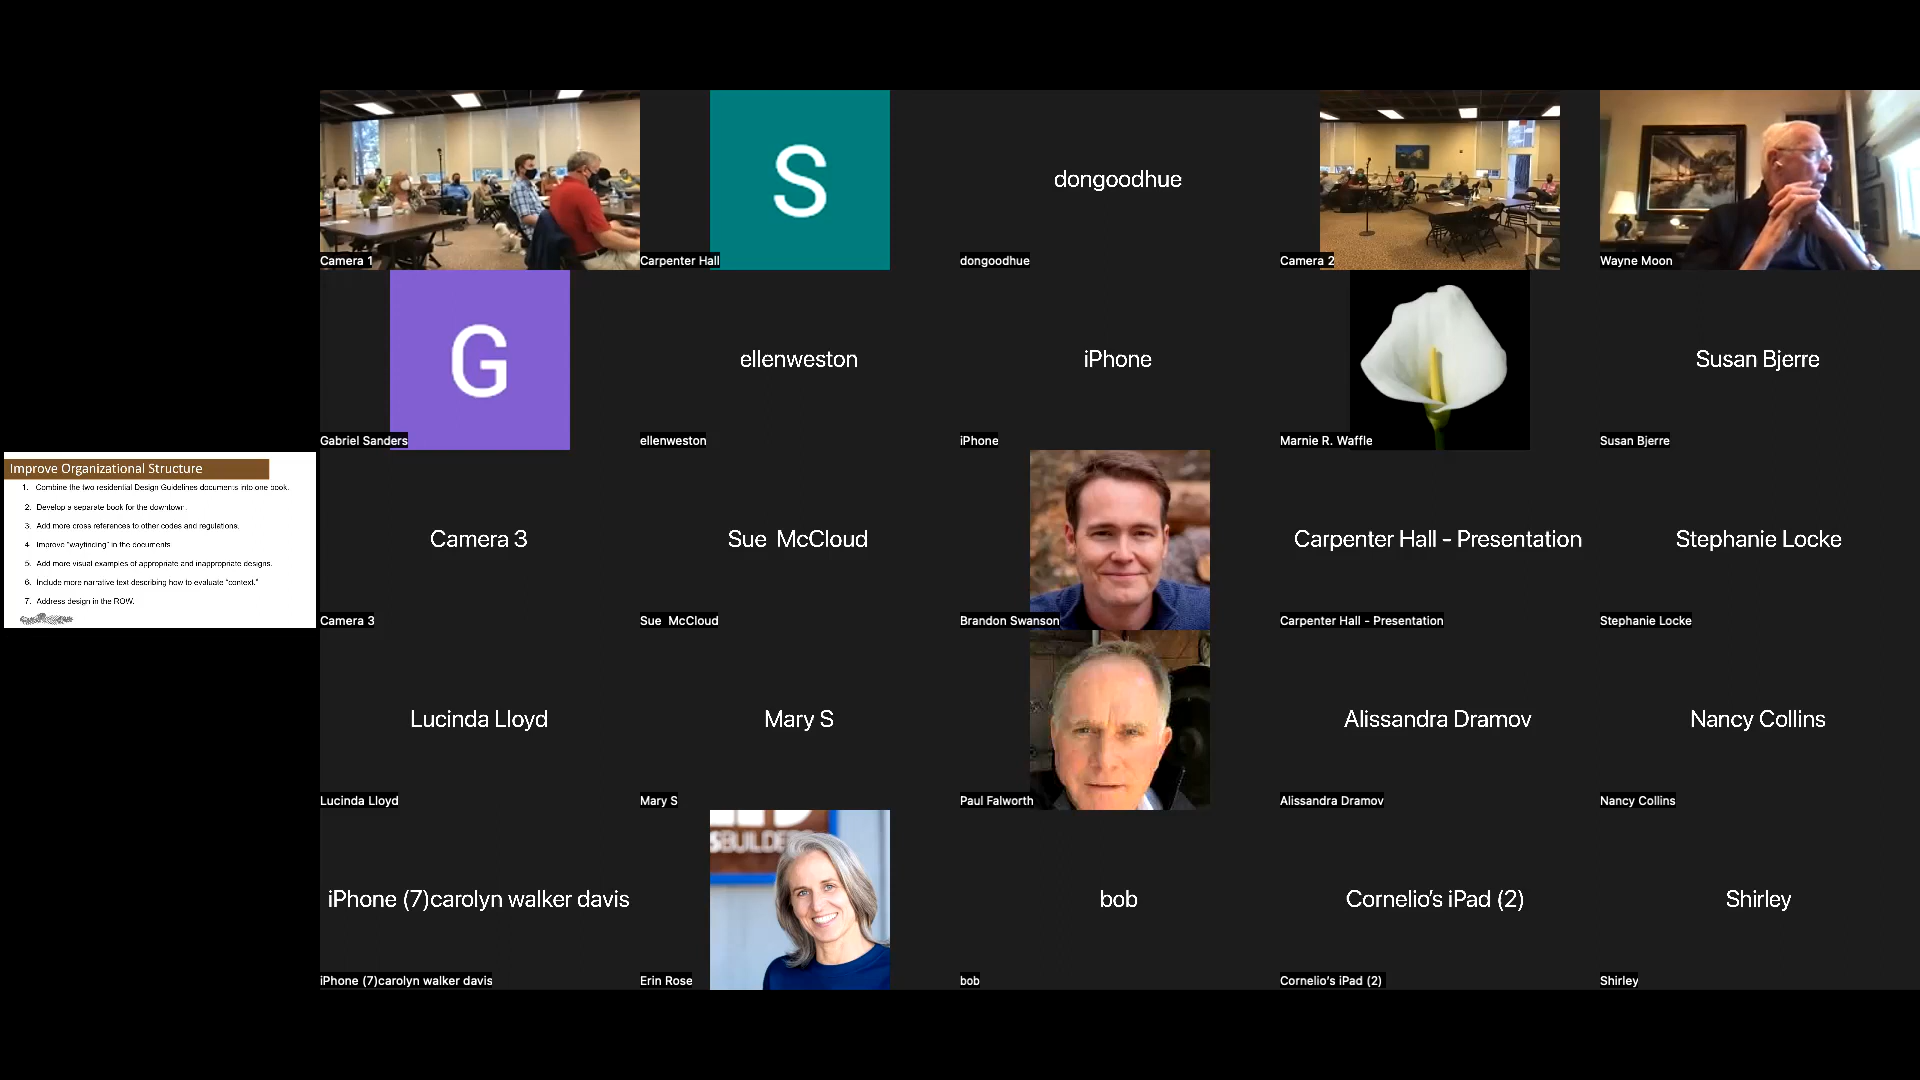 Camera 1
S
Carpenter Hall
dongoodhue
dongoodhue
Camera 2
Wayne Moon
G
Gabriel Sanders
ellenweston
ellenweston
iPhone
iPhone
Marnie R. Waffle
Susan Bjerre
Susan Bjerre
Improve Organizational Structure
1. Combine the two residential Design Guidelines documents into one book.
2. Develop a separate book for the downtown.
3. Add more cross references to other codes and regulations.
4. Improve "wayfinding" in the documents
5. Add more visual examples of appropriate and inappropriate designs.
6. Include more narrative text describing how to evaluate "context."
7. Address design in the ROW.
Camera 3
Camera 3
Sue McCloud
Sue McCloud
Brandon Swanson
Carpenter Hall - Presentation
Carpenter Hall - Presentation
Stephanie Locke
Stephanie Locke
Lucinda Lloyd
Lucinda Lloyd
Mary S
Mary S
Paul Falworth
Alissandra Dramov
Alissandra Dramov
Nancy Collins
Nancy Collins
iPhone (7)carolyn walker davis
iPhone (7)carolyn walker davis
SBUILDE
Erin Rose
bob
bob
Cornelio's iPad (2)
Cornelio's iPad (2)
Shirley
Shirley